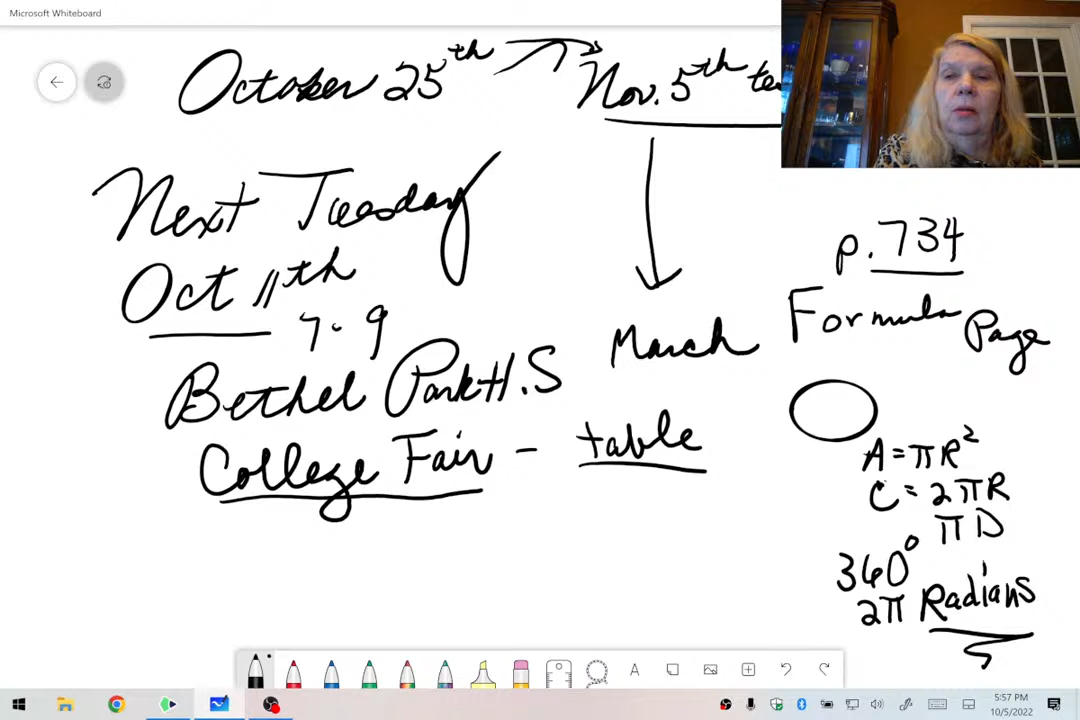 Microsoft Whiteboard
October 25th
Nov. 5th
Next Tuesday
Oct 11th
7-9
Bethel Park H.S
College Fair - table
March
p. 734
Formula Page
A = πR²
C = 2πR
πD
360°
2π Radians
A
5:57 PM
10/5/2022